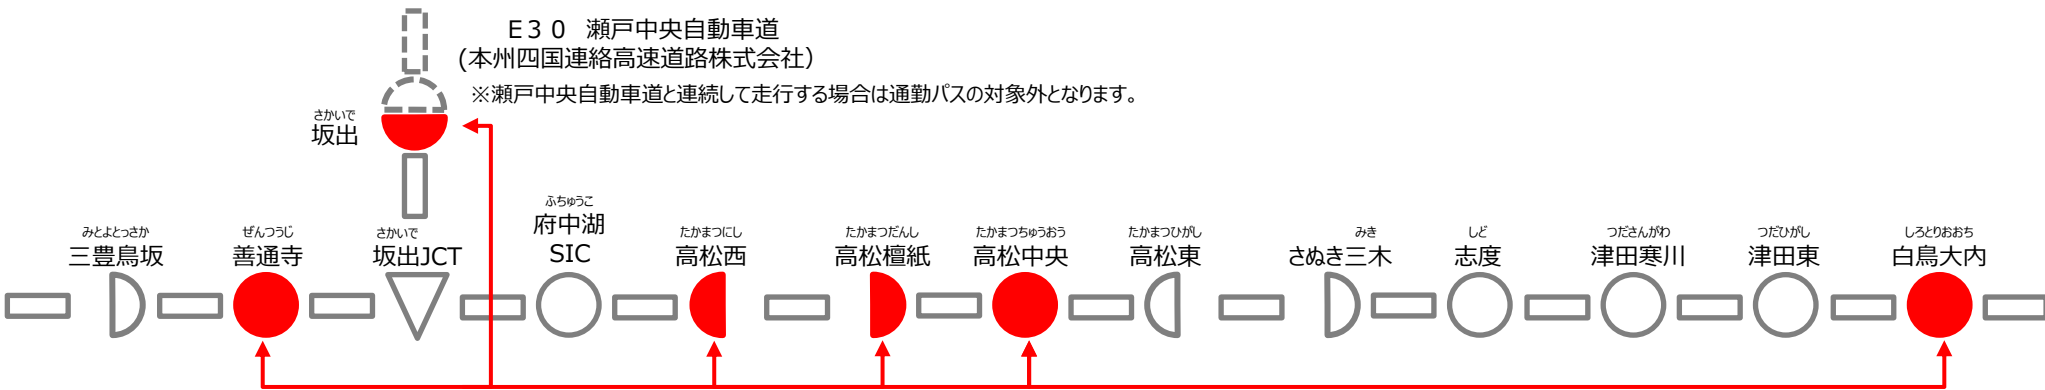 E30 瀬戸中央自動車道
(本州四国連絡高速道路株式会社)
※瀬戸中央自動車道と連続して走行する場合は通勤パスの対象外となります。
さかいで
坂出
みとよとっさか
三豊鳥坂
ぜんつうじ
善通寺
さかいで
坂出JCT
ふちゅうこ
府中湖
SIC
たかまつにし
高松西
たかまつだんし
高松檀紙
たかまつちゅうおう
高松中央
たかまつひがし
高松東
みき
さぬき三木
しど
志度
つださんがわ
津田寒川
つだひがし
津田東
しろとりおおち
白鳥大内